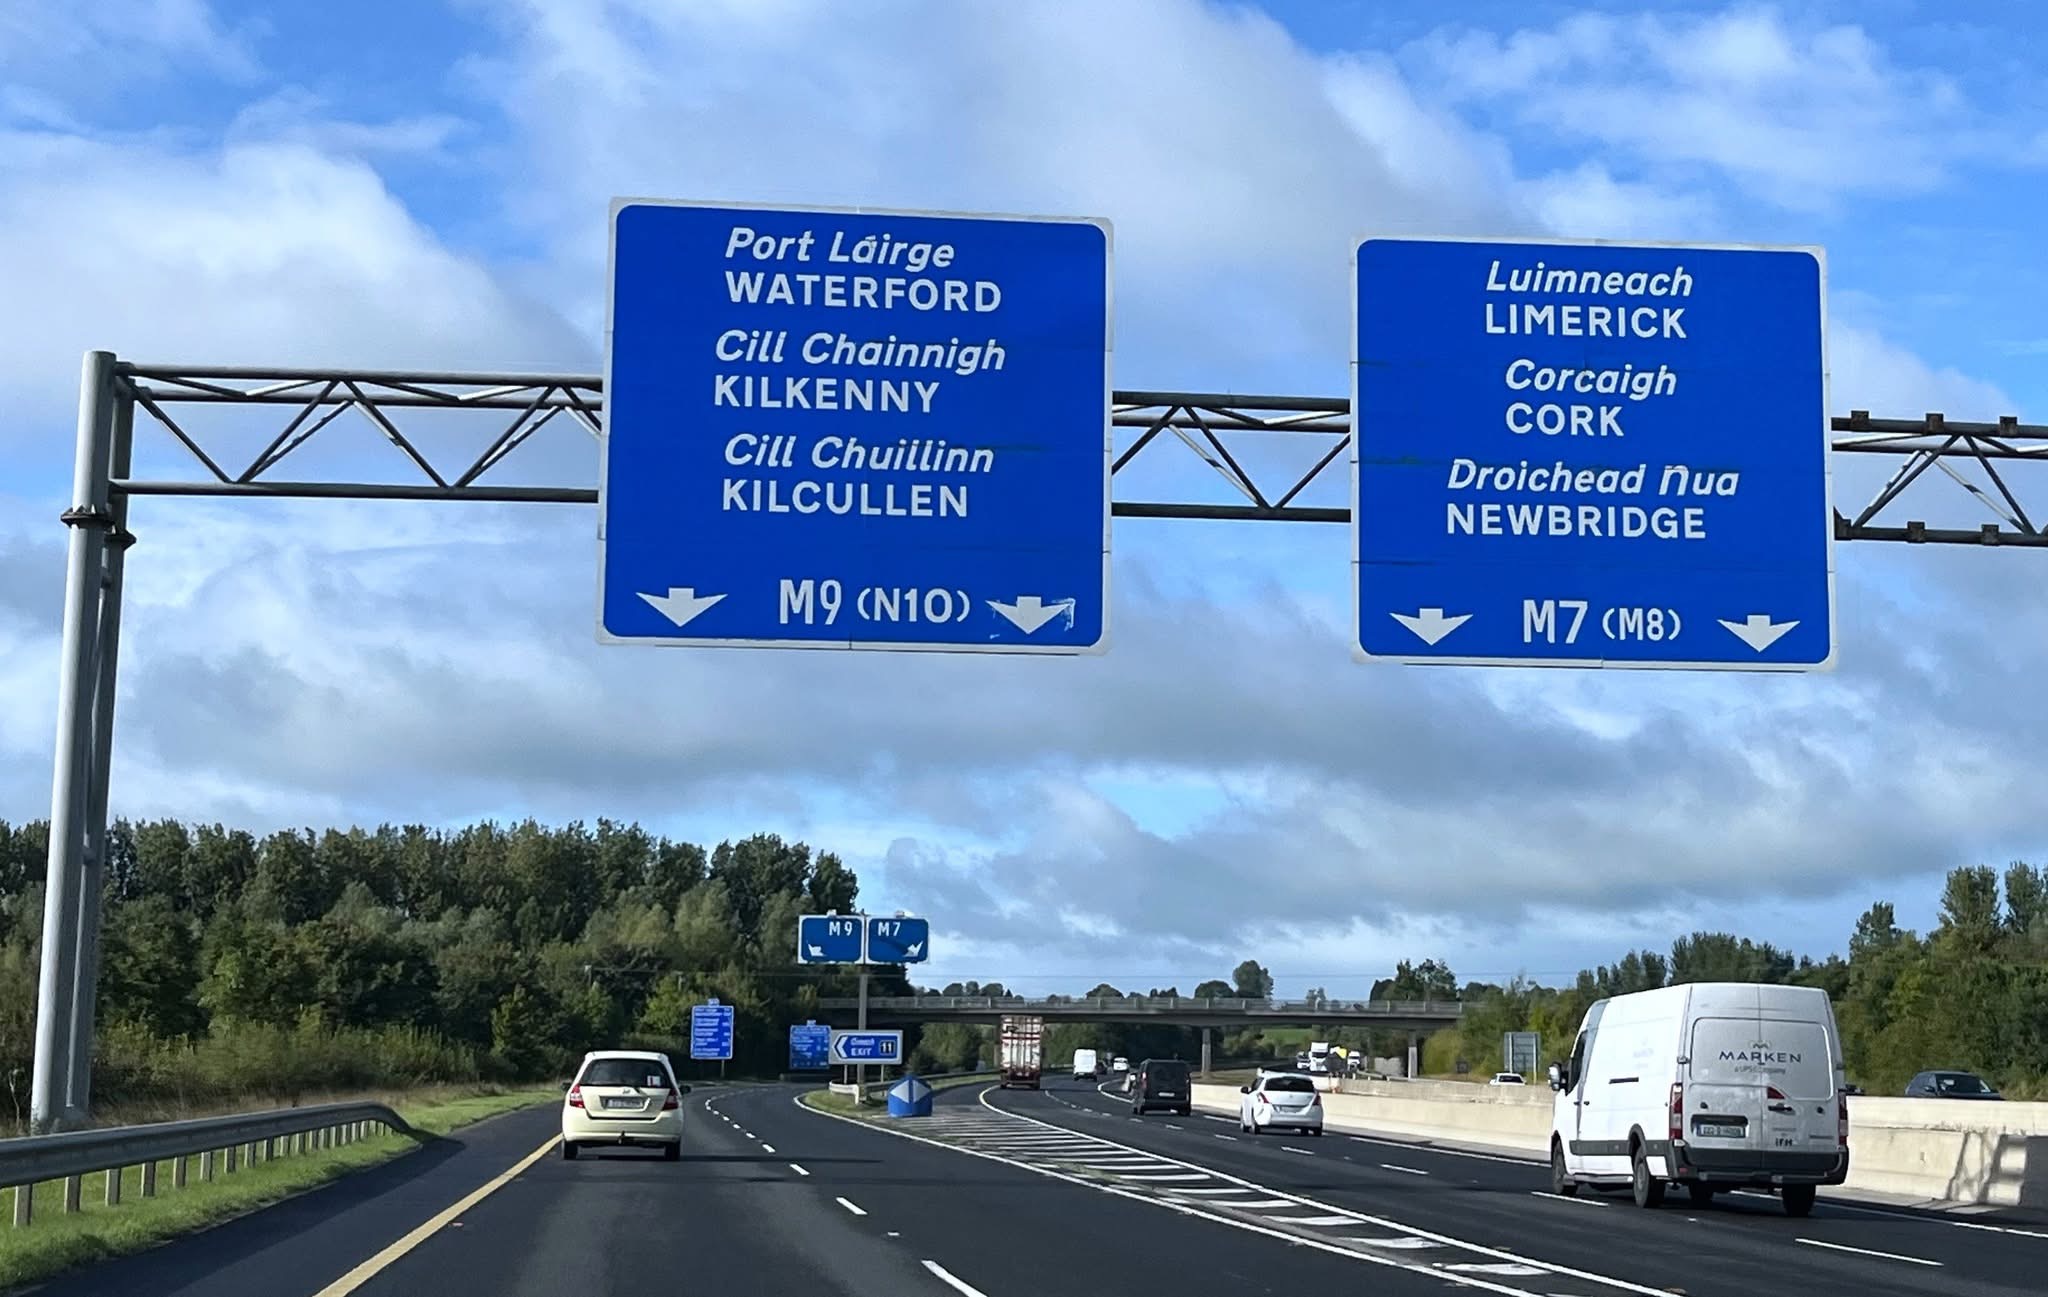 Port Láirge
WATERFORD
Cill Chainnigh
KILKENNY
Cill Chuillinn
KILCULLEN
M9 (N10)
Luimneach
LIMERICK
Corcaigh
CORK
Droichead Nua
NEWBRIDGE
M7 (M8)
M9
M7
EXIT
11
MARKEN